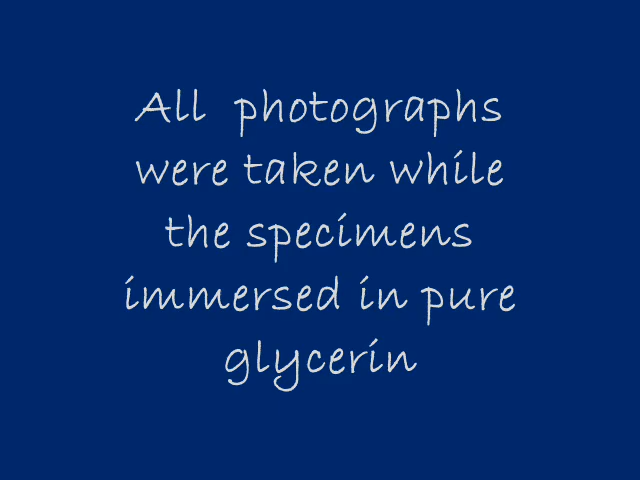 All photographs
were taken while
the specimens
immersed in pure
glycerin